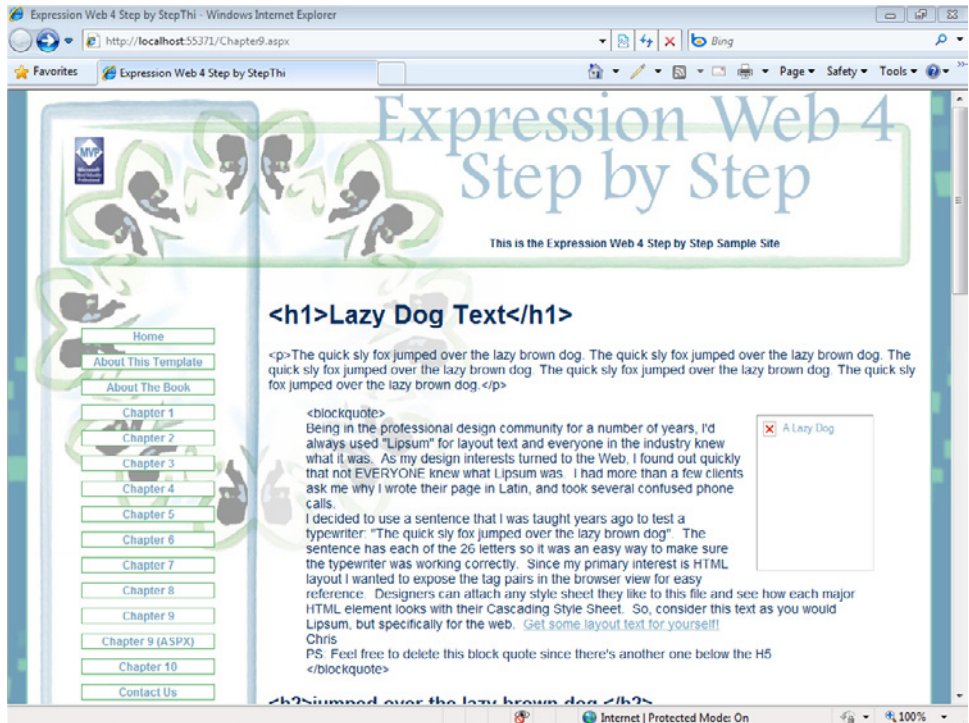 Expression Web 4 Step by StepThi - Windows Internet Explorer
http://localhost:55371/Chapter9.aspx
Bing
Favorites
Expression Web 4 Step by StepThi
Page
Safety
Tools
Expression Web 4
Step by Step
MVP
This is the Expression Web 4 Step by Step Sample Site
Home
About This Template
About The Book
Chapter 1
Chapter 2
Chapter 3
Chapter 4
Chapter 5
Chapter 6
Chapter 7
Chapter 8
Chapter 9
Chapter 9 (ASPX)
Chapter 10
Contact Us
<h1>Lazy Dog Text</h1>
<p>The quick sly fox jumped over the lazy brown dog. The quick sly fox jumped over the lazy brown dog. The
quick sly fox jumped over the lazy brown dog. The quick sly fox jumped over the lazy brown dog. The quick sly
fox jumped over the lazy brown dog.</p>
<blockquote>
Being in the professional design community for a number of years, I'd
always used "Lipsum" for layout text and everyone in the industry knew
what it was. As my design interests turned to the Web, I found out quickly
that not EVERYONE knew what Lipsum was. I had more than a few clients
ask me why I wrote their page in Latin, and took several confused phone
calls.
I decided to use a sentence that I was taught years ago to test a
typewriter: "The quick sly fox jumped over the lazy brown dog". The
sentence has each of the 26 letters so it was an easy way to make sure
the typewriter was working correctly. Since my primary interest is HTML
layout I wanted to expose the tag pairs in the browser view for easy
reference. Designers can attach any style sheet they like to this file and see how each major
HTML element looks with their Cascading Style Sheet. So, consider this text as you would
Lipsum, but specifically for the web. Get some layout text for yourself!
Chris
PS: Feel free to delete this block quote since there's another one below the H5
</blockquote>
A Lazy Dog
<h2>jumped over the lazy brown dog.</h2>
Internet | Protected Mode: On
100%